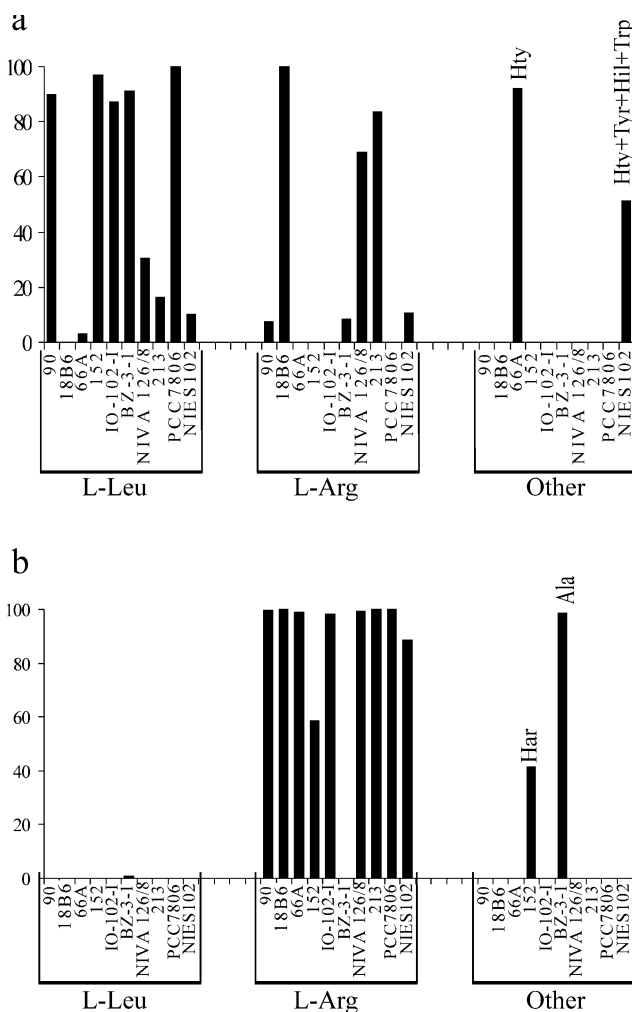 a
100
80
60
40
20
0
Hty
Hty+Tyr+Hil+Trp
90 18B6 66A 152 IO-102-I BZ-3-1 NIVA 126/8 213 PCC7806 NIES102
90 18B6 66A 152 IO-102-I BZ-3-1 NIVA 126/8 213 PCC7806 NIES102
90 18B6 66A 152 IO-102-I BZ-3-1 NIVA 126/8 213 PCC7806 NIES102
L-Leu L-Arg Other
b
100
80
60
40
20
0
Har
Ala
90 18B6 66A 152 IO-102-I BZ-3-1 NIVA 126/8 213 PCC7806 NIES102
90 18B6 66A 152 IO-102-I BZ-3-1 NIVA 126/8 213 PCC7806 NIES102
90 18B6 66A 152 IO-102-I BZ-3-1 NIVA 126/8 213 PCC7806 NIES102
L-Leu L-Arg Other